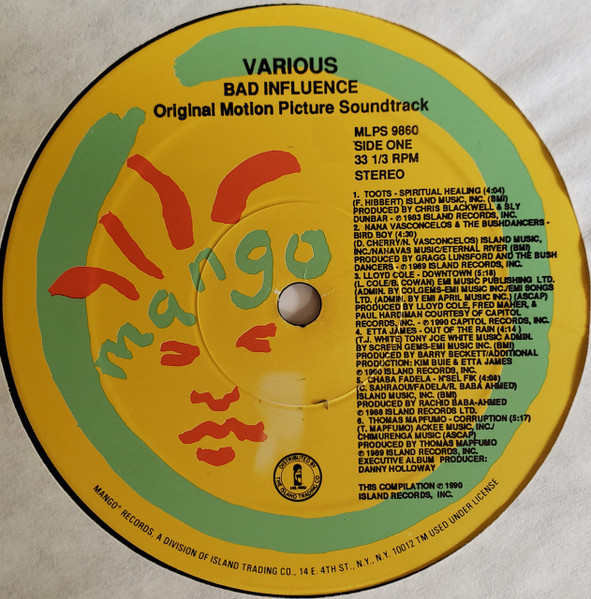 VARIOUS
BAD INFLUENCE
Original Motion Picture Soundtrack
MLPS 9860
SIDE ONE
33 1/3 RPM
STEREO
1. TOOTS - SPIRITUAL HEALING (4:04)
(F. HIBBERT) ISLAND MUSIC, INC. (BMI)
PRODUCED BY CHRIS BLACKWELL & SLY
DUNBAR - ℗ 1983 ISLAND RECORDS, INC.
2. NANA VASCONCELOS & THE BUSHDANCERS -
BIRD BOY (4:30)
(D. CHERRY/N. VASCONCELOS) ISLAND MUSIC,
INC./NANAVAS MUSIC/ETERNAL RIVER (BMI)
PRODUCED BY GRAGG LUNSFORD AND THE BUSH
DANCERS - ℗ 1989 ISLAND RECORDS, INC.
3. LLOYD COLE - DOWNTOWN (5:18)
(L. COLE/B. COWAN) EMI MUSIC PUBLISHING LTD.
(ADMIN. BY COLGEMS-EMI MUSIC INC./EMI SONGS
LTD. (ADMIN. BY EMI APRIL MUSIC INC.) (ASCAP)
PRODUCED BY LLOYD COLE, FRED MAHER, &
PAUL HARDIMAN COURTESY OF CAPITOL
RECORDS, INC. - ℗ 1990 CAPITOL RECORDS, INC.
4. ETTA JAMES - OUT OF THE RAIN (4:14)
(T.J. WHITE) TONY JOE WHITE MUSIC ADMIN.
BY SCREEN GEMS-EMI MUSIC INC. (BMI)
PRODUCED BY BARRY BECKETT/ADDITIONAL
PRODUCTION: KIM BUIE & ETTA JAMES
℗ 1990 ISLAND RECORDS, INC.
5. CHABA FADELA - N'SEL FIK (4:08)
(C. SAHRAOUI/FADELA/R. BABA AHMED)
ISLAND MUSIC, INC. (BMI)
PRODUCED BY RACHID BABA-AHMED
℗ 1988 ISLAND RECORDS LTD.
6. THOMAS MAPFUMO - CORRUPTION (5:17)
(T. MAPFUMO) ACKEE MUSIC, INC./
CHIMURENGA MUSIC (ASCAP)
PRODUCED BY THOMAS MAPFUMO
℗ 1989 ISLAND RECORDS, INC.
EXECUTIVE ALBUM PRODUCER:
DANNY HOLLOWAY
THIS COMPILATION ℗ 1990
ISLAND RECORDS, INC.
mango
DISTRIBUTED BY
THE ISLAND TRADING CO.
ISLAND
MANGO® RECORDS, A DIVISION OF ISLAND TRADING CO., 14 E. 4TH ST., N.Y., N.Y. 10012 TM USED UNDER LICENSE